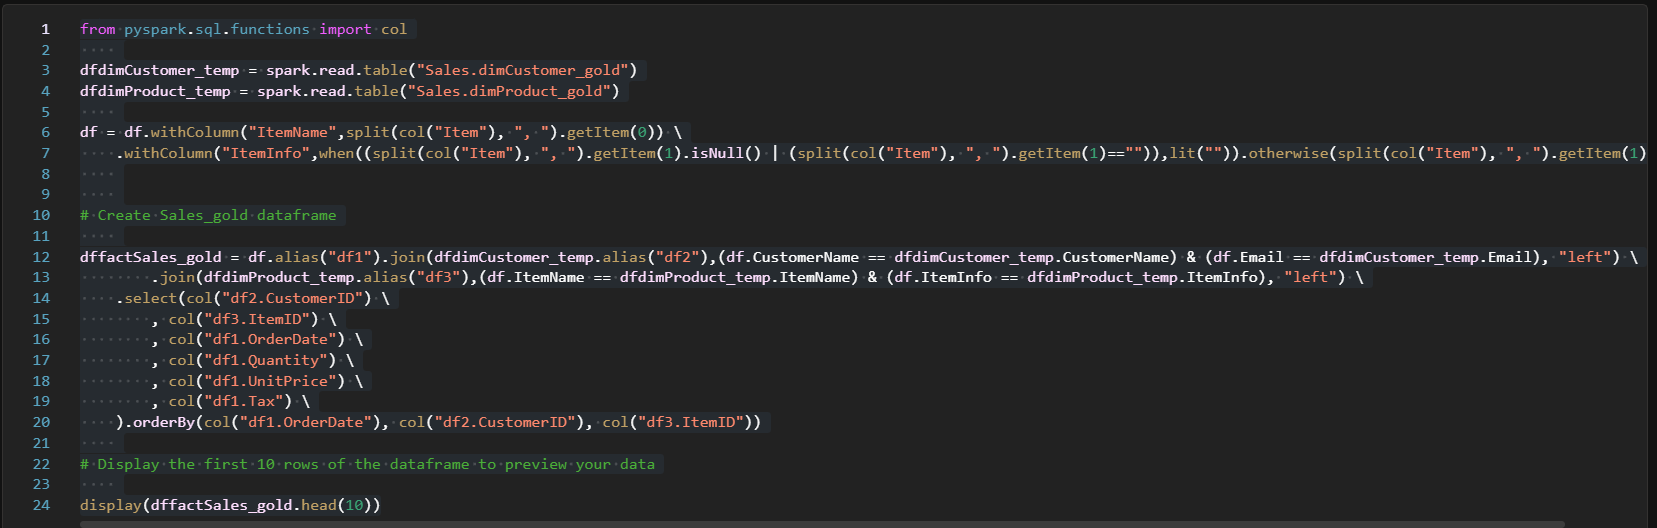 1 from pyspark.sql.functions import col
2
3 dfdimCustomer_temp = spark.read.table("Sales.dimCustomer_gold")
4 dfdimProduct_temp = spark.read.table("Sales.dimProduct_gold")
5
6 df = df.withColumn("ItemName",split(col("Item"), ", ").getItem(0)) \
7     .withColumn("ItemInfo",when((split(col("Item"), ", ").getItem(1).isNull() | (split(col("Item"), ", ").getItem(1)=="")),lit("")).otherwise(split(col("Item"), ", ").getItem(1)
8
9
10 # Create Sales_gold dataframe
11
12 dffactSales_gold = df.alias("df1").join(dfdimCustomer_temp.alias("df2"),(df.CustomerName == dfdimCustomer_temp.CustomerName) & (df.Email == dfdimCustomer_temp.Email), "left") \
13         .join(dfdimProduct_temp.alias("df3"),(df.ItemName == dfdimProduct_temp.ItemName) & (df.ItemInfo == dfdimProduct_temp.ItemInfo), "left") \
14     .select(col("df2.CustomerID") \
15         , col("df3.ItemID") \
16         , col("df1.OrderDate") \
17         , col("df1.Quantity") \
18         , col("df1.UnitPrice") \
19         , col("df1.Tax") \
20     ).orderBy(col("df1.OrderDate"), col("df2.CustomerID"), col("df3.ItemID"))
21
22 # Display the first 10 rows of the dataframe to preview your data
23
24 display(dffactSales_gold.head(10))